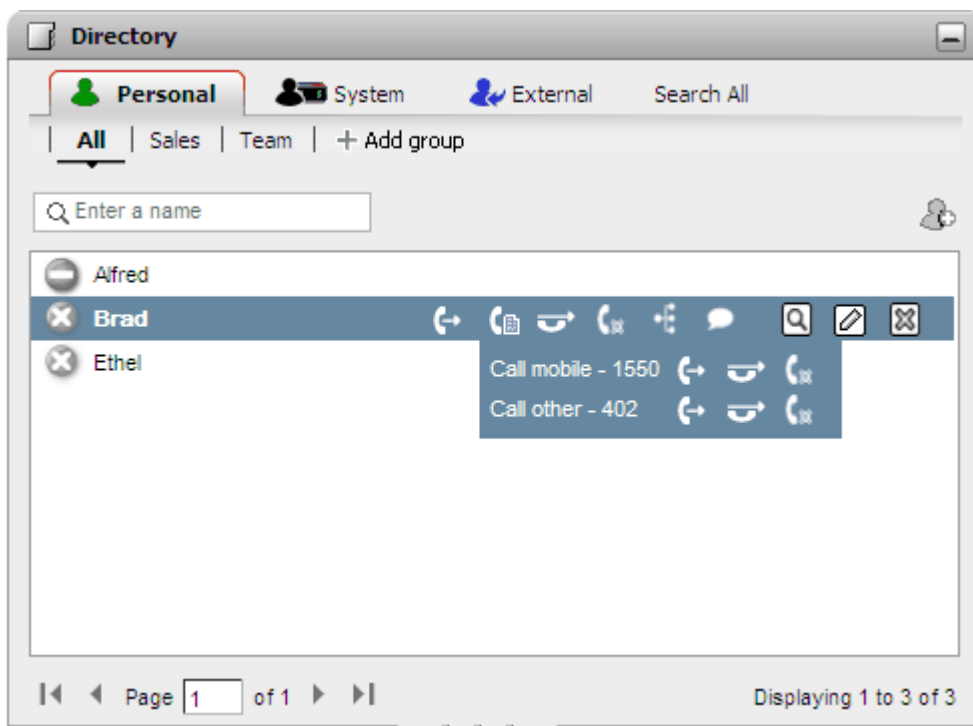 Directory
Personal System External Search All
All | Sales | Team | + Add group
Enter a name
Alfred
Brad
Call mobile - 1550
Call other - 402
Ethel
Page 1 of 1
Displaying 1 to 3 of 3